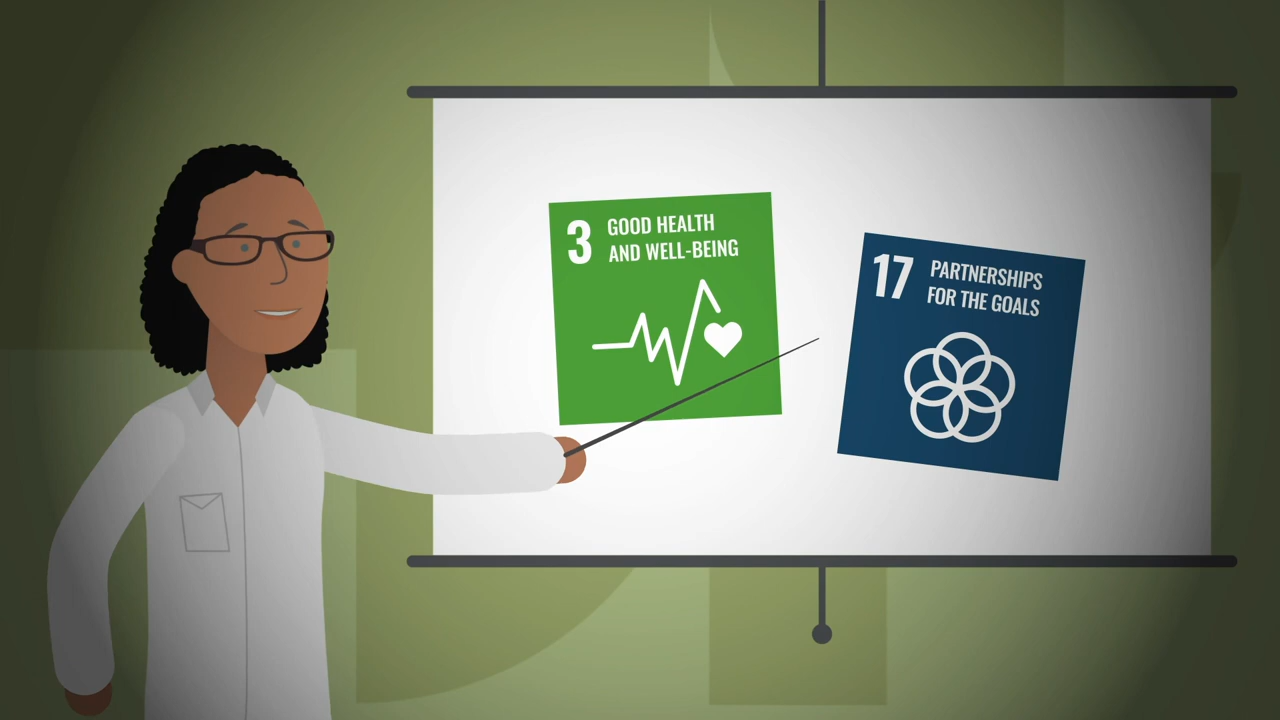 3
GOOD HEALTH
AND WELL-BEING
17
PARTNERSHIPS
FOR THE GOALS